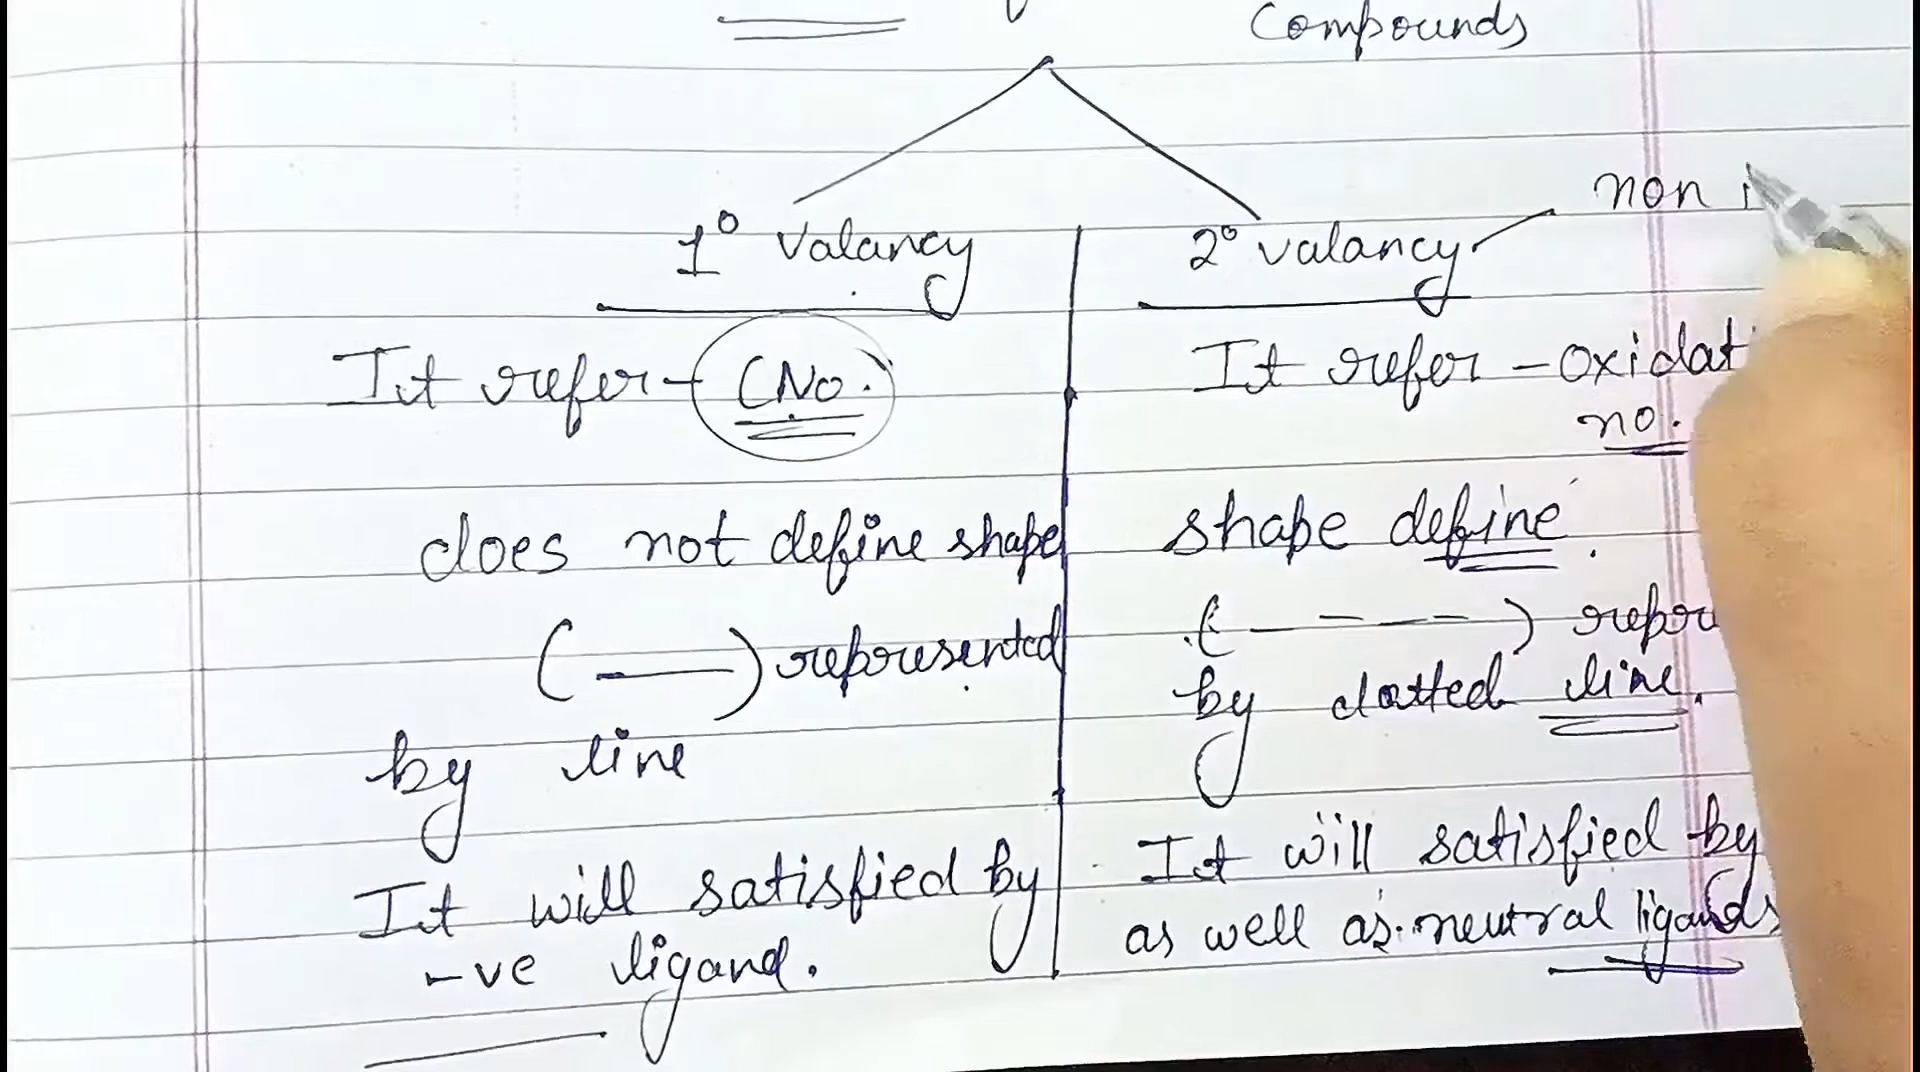 Compounds
1° Valancy
2° valancy
non
It refer - CNo.
It refer - oxidat
no.
does not define shape
shape define.
(——) represented
by line
(- - - -) repr
by dotted line.
It will satisfied by
-ve ligand.
It will satisfied by
as well as neutral ligands